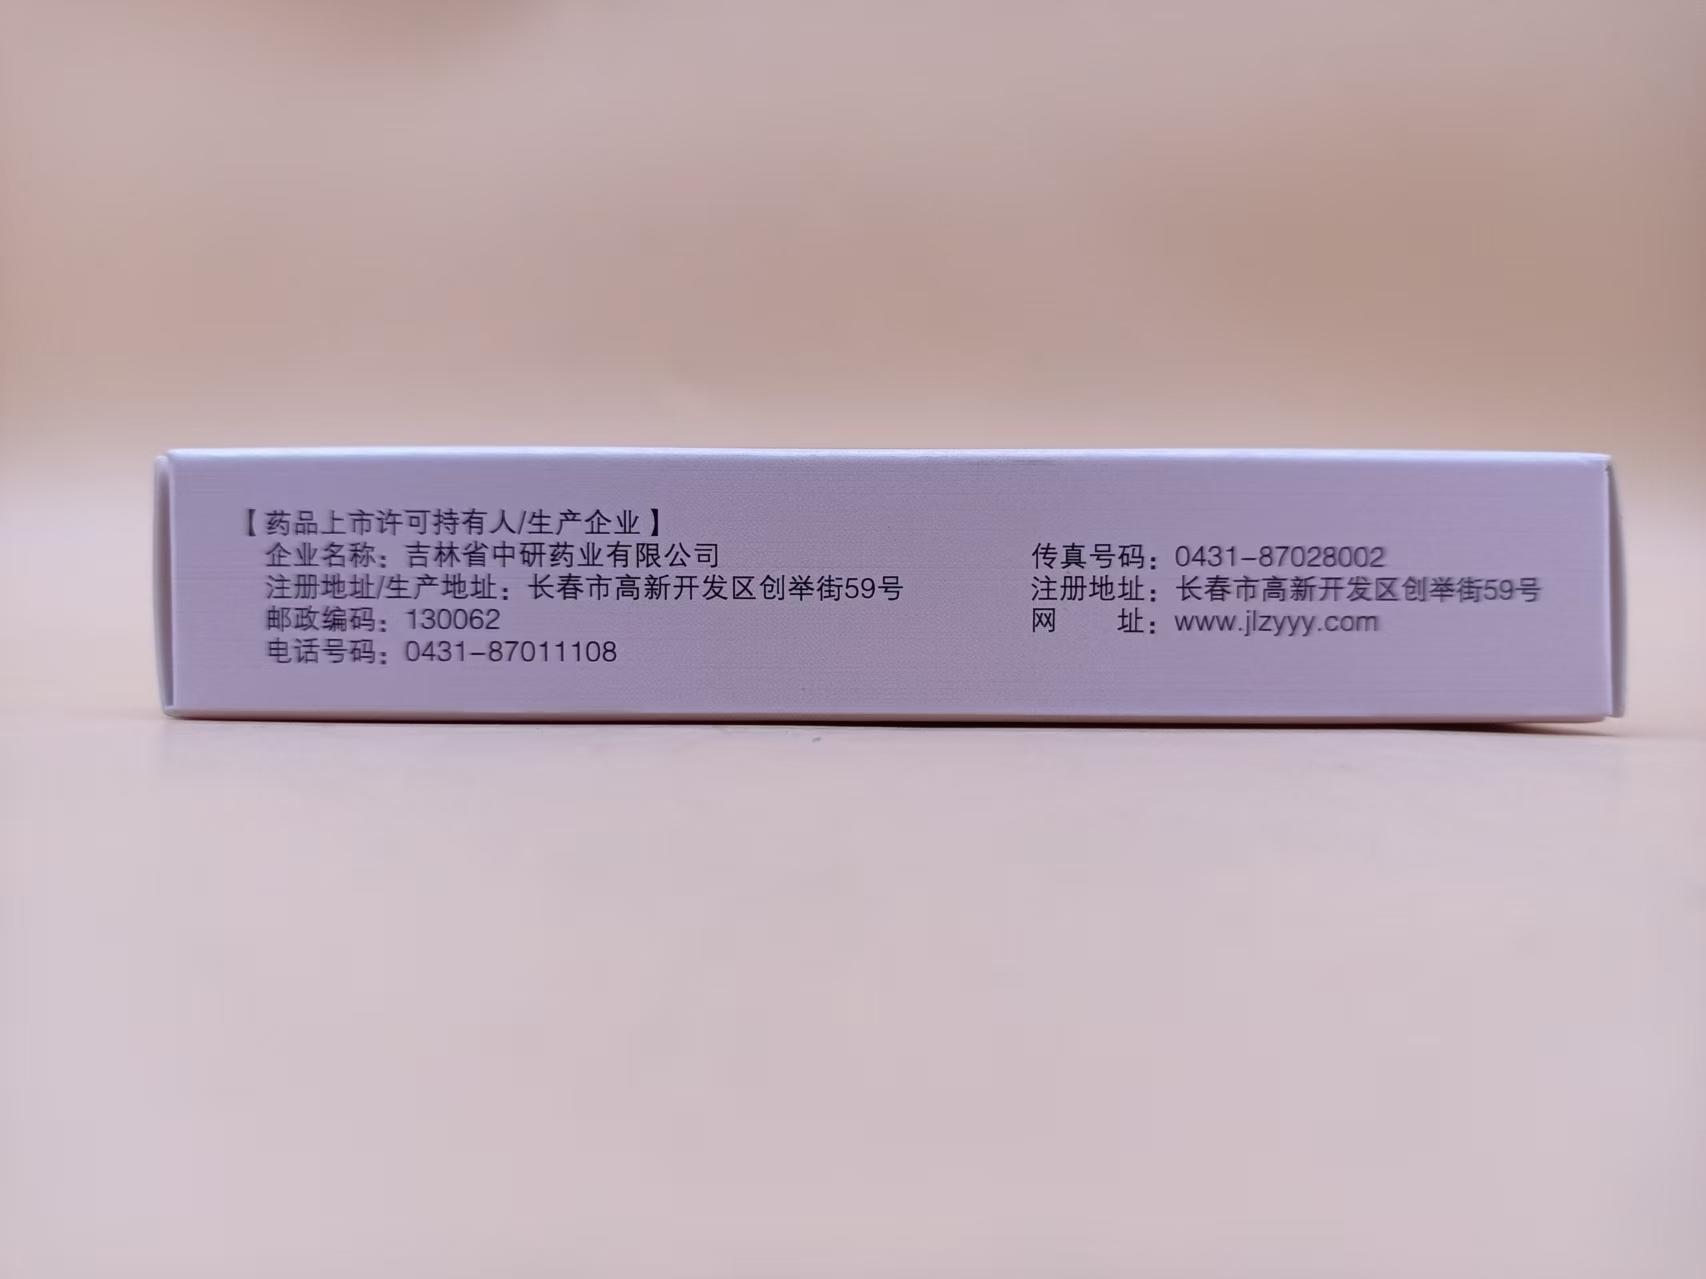 【药品上市许可持有人/生产企业】
企业名称：吉林省中研药业有限公司
注册地址/生产地址：长春市高新开发区创举街59号
邮政编码：130062
电话号码：0431-87011108
传真号码：0431-87028002
注册地址：长春市高新开发区创举街59号
网　　址：www.jlzyyy.com